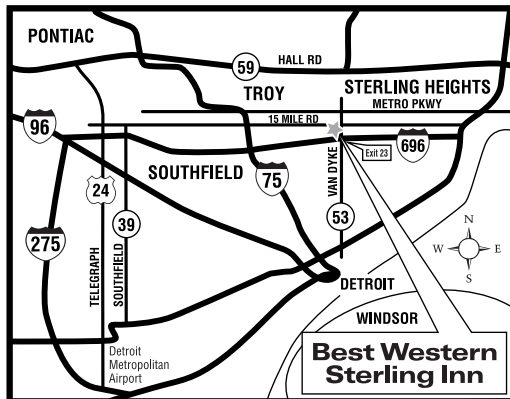 PONTIAC
59
HALL RD
TROY
STERLING HEIGHTS
METRO PKWY
15 MILE RD
96
696
Exit 23
SOUTHFIELD
75
VAN DYKE
24
39
53
275
TELEGRAPH
SOUTHFIELD
N
W
E
S
DETROIT
WINDSOR
Detroit
Metropolitan
Airport
Best Western
Sterling Inn